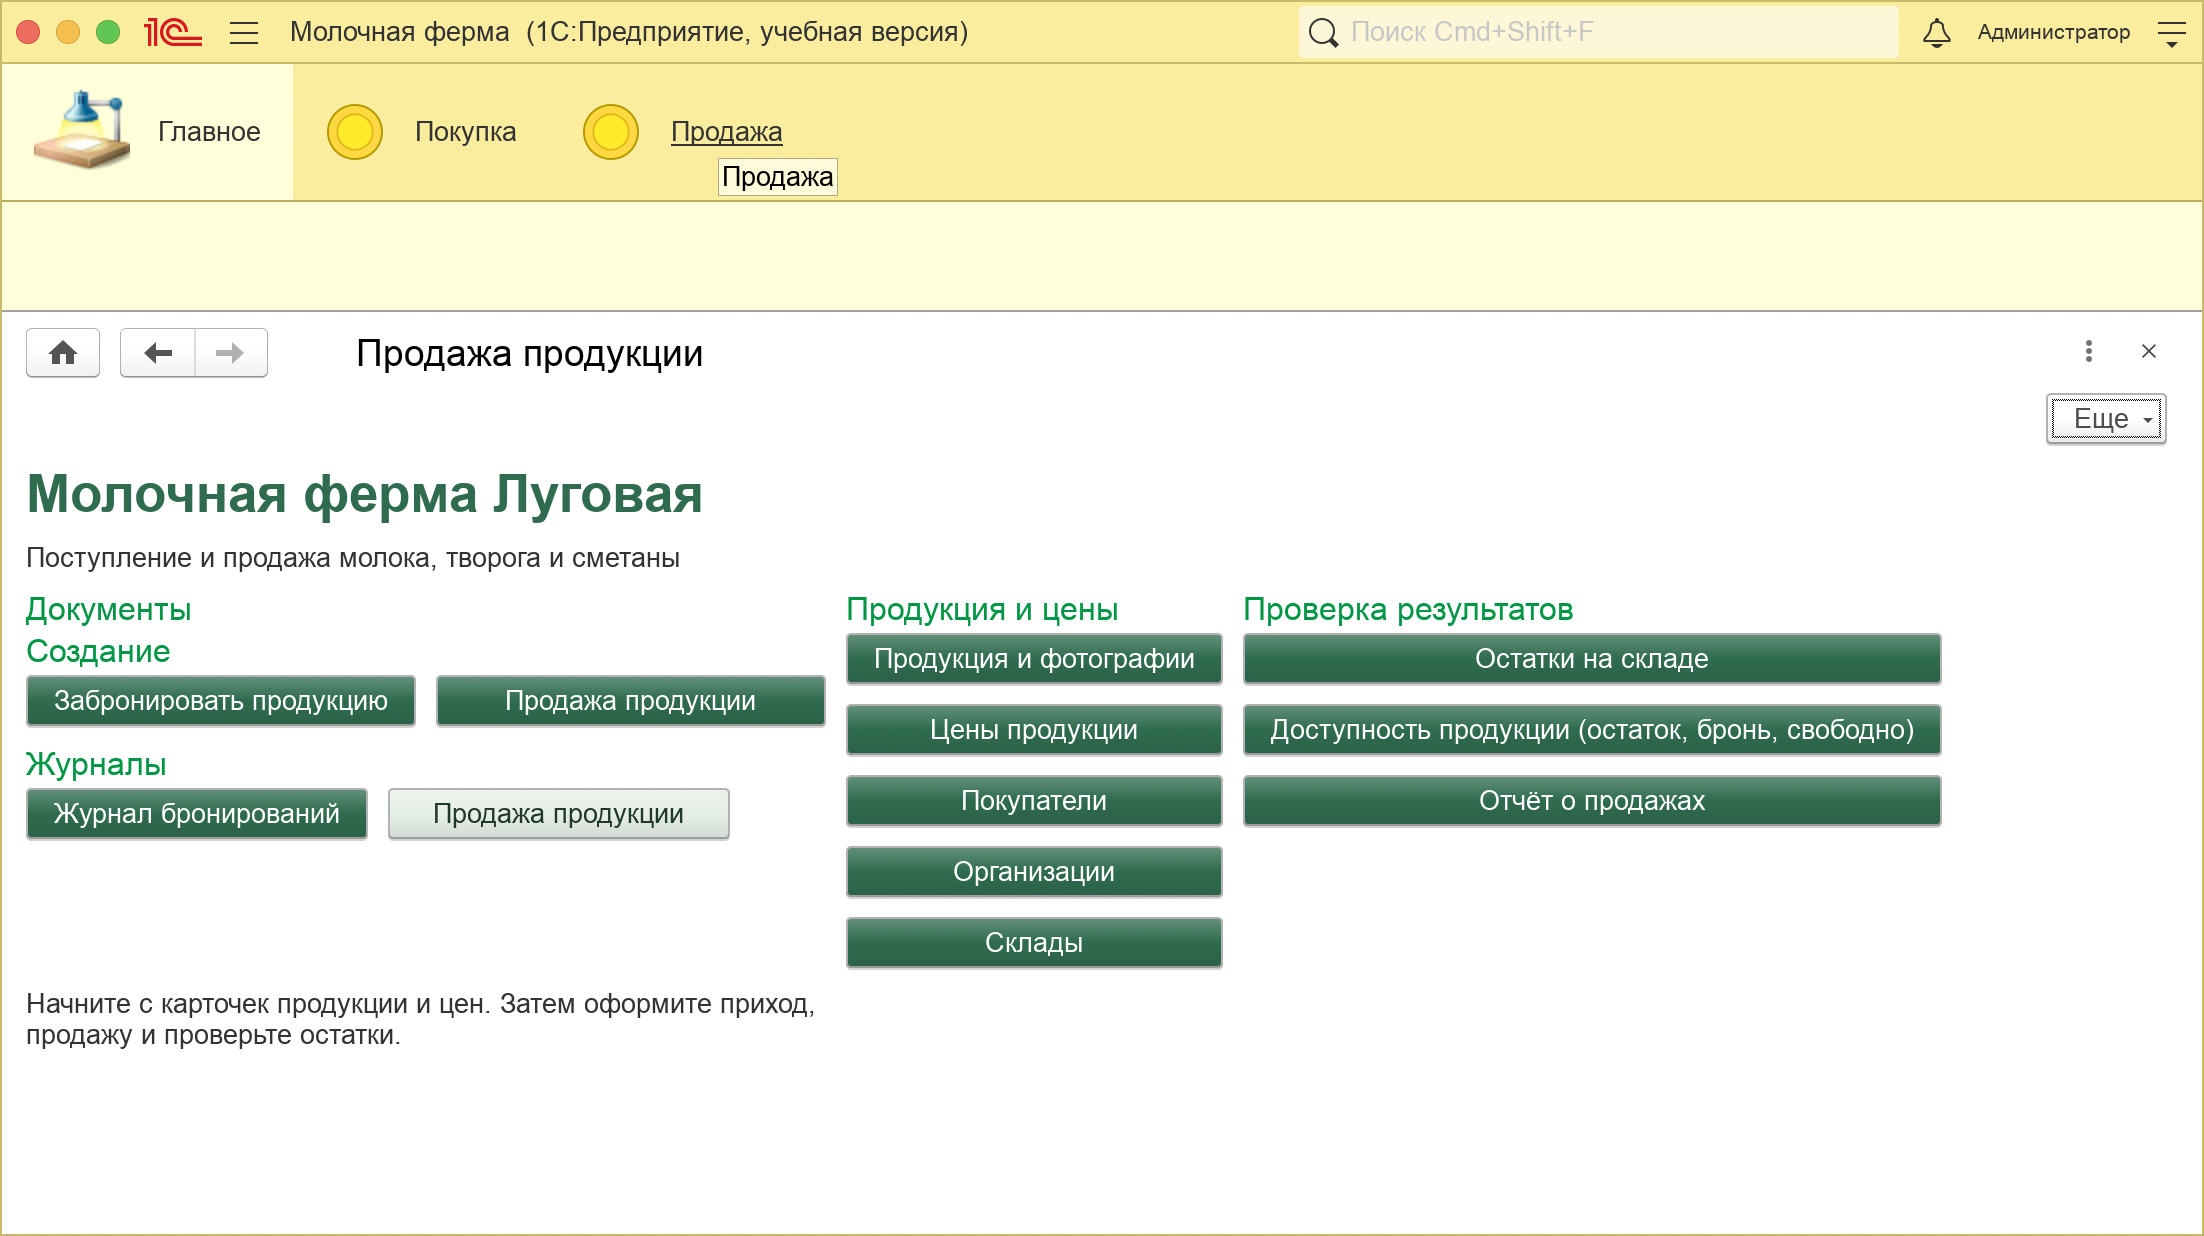 1С Молочная ферма (1С:Предприятие, учебная версия)
Поиск Cmd+Shift+F
Администратор
Главное
Покупка
Продажа
Продажа
Продажа продукции
Еще
Молочная ферма Луговая
Поступление и продажа молока, творога и сметаны
Документы
Создание
Забронировать продукцию
Продажа продукции
Журналы
Журнал бронирований
Продажа продукции
Продукция и цены
Продукция и фотографии
Цены продукции
Покупатели
Организации
Склады
Проверка результатов
Остатки на складе
Доступность продукции (остаток, бронь, свободно)
Отчёт о продажах
Начните с карточек продукции и цен. Затем оформите приход,
продажу и проверьте остатки.